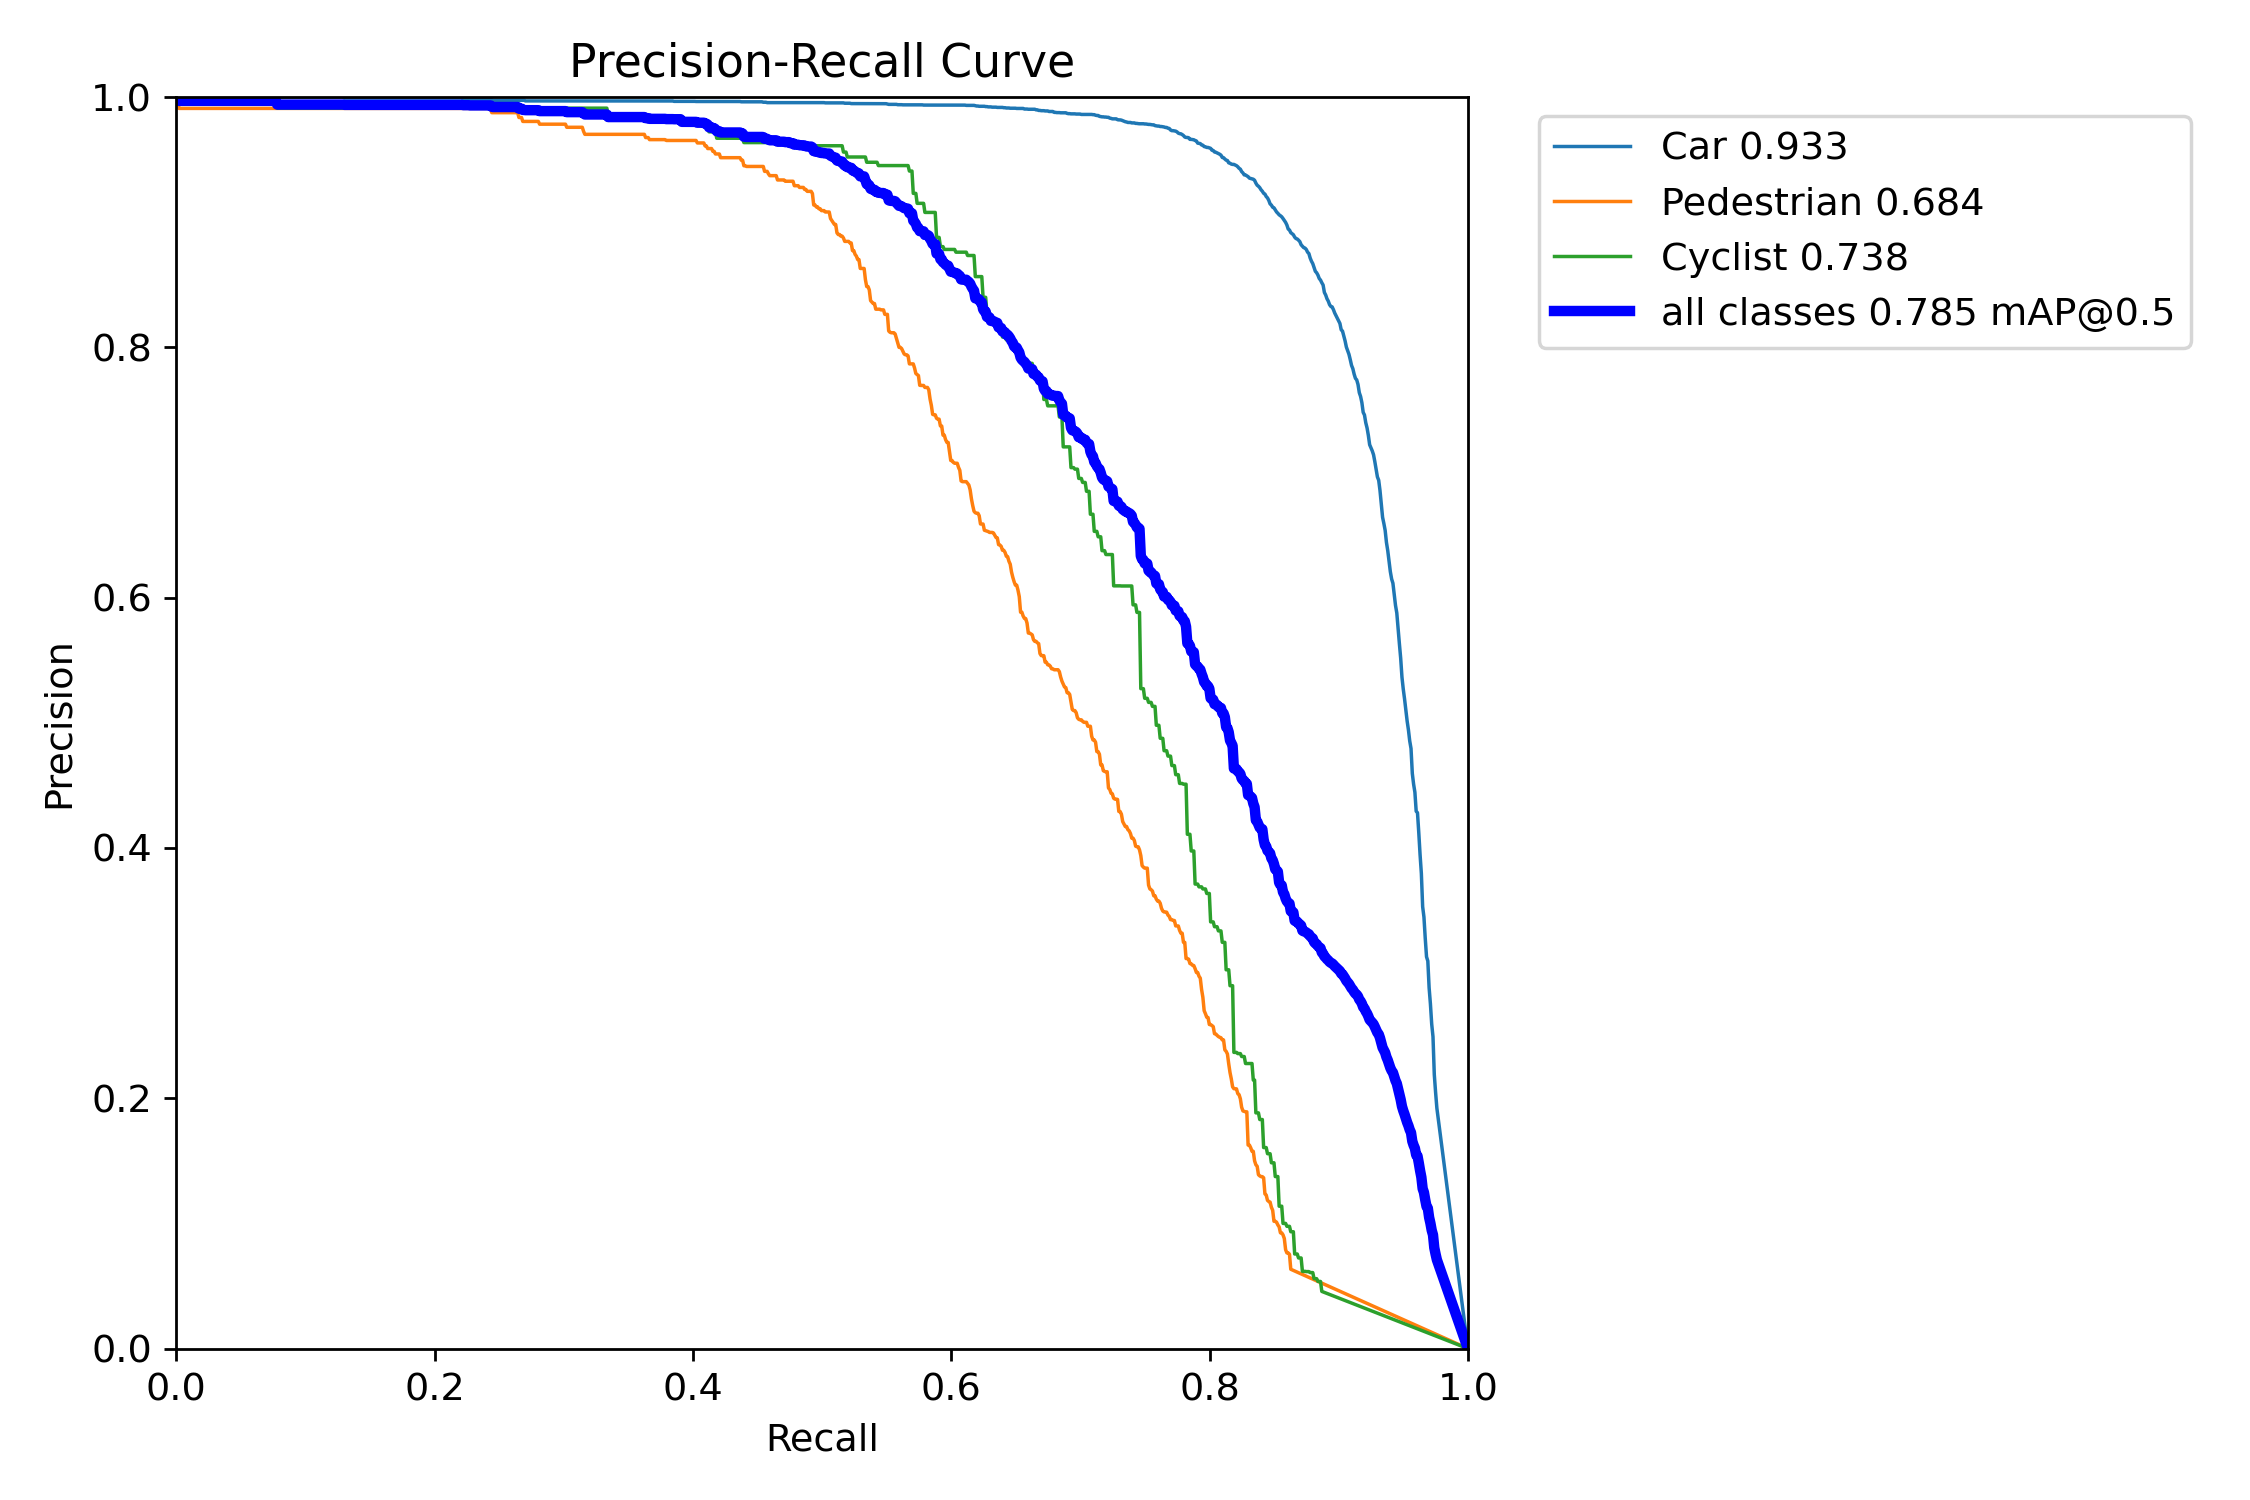 Precision-Recall Curve
1.0
0.8
0.6
0.4
0.2
0.0
Precision
0.0 0.2 0.4 0.6 0.8 1.0
Recall
Car 0.933
Pedestrian 0.684
Cyclist 0.738
all classes 0.785 mAP@0.5